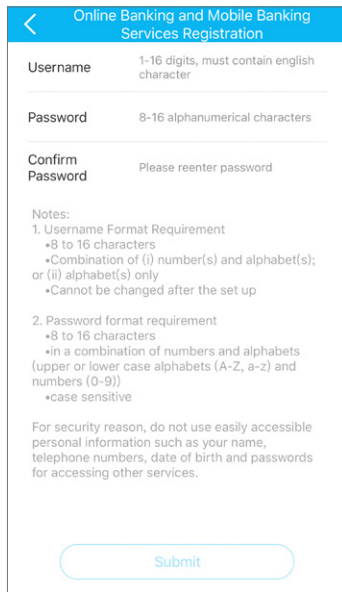 Online Banking and Mobile Banking
Services Registration
Username
1-16 digits, must contain english
character
Password
8-16 alphanumerical characters
Confirm
Password
Please reenter password
Notes:
1. Username Format Requirement
•8 to 16 characters
•Combination of (i) number(s) and alphabet(s);
or (ii) alphabet(s) only
•Cannot be changed after the set up
2. Password format requirement
•8 to 16 characters
•in a combination of numbers and alphabets
(upper or lower case alphabets (A-Z, a-z) and
numbers (0-9))
•case sensitive
For security reason, do not use easily accessible
personal information such as your name,
telephone numbers, date of birth and passwords
for accessing other services.
Submit